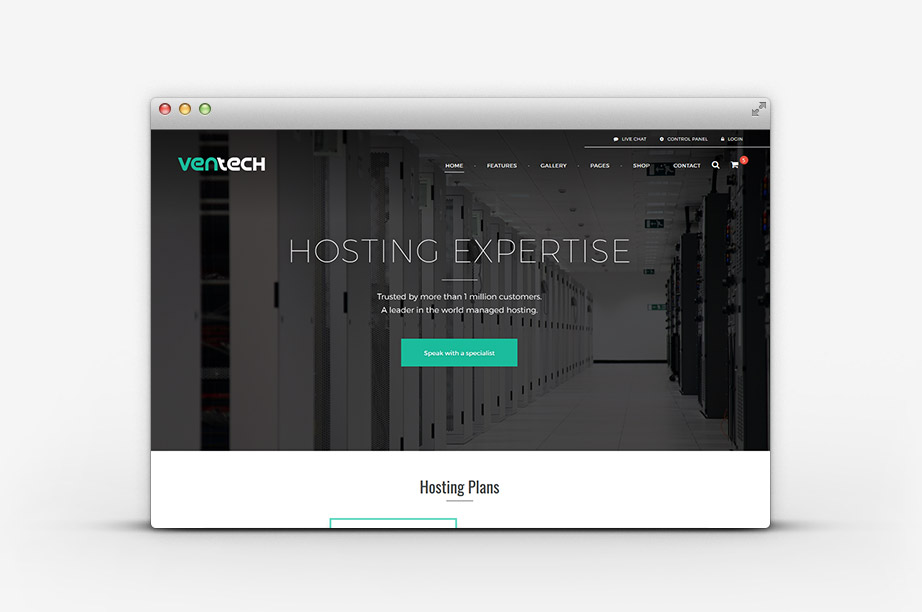 LIVE CHAT CONTROL PANEL LOGIN
ventech HOME FEATURES GALLERY PAGES SHOP CONTACT 5
HOSTING EXPERTISE
Trusted by more than 1 million customers.
A leader in the world managed hosting.
Speak with a specialist
Hosting Plans